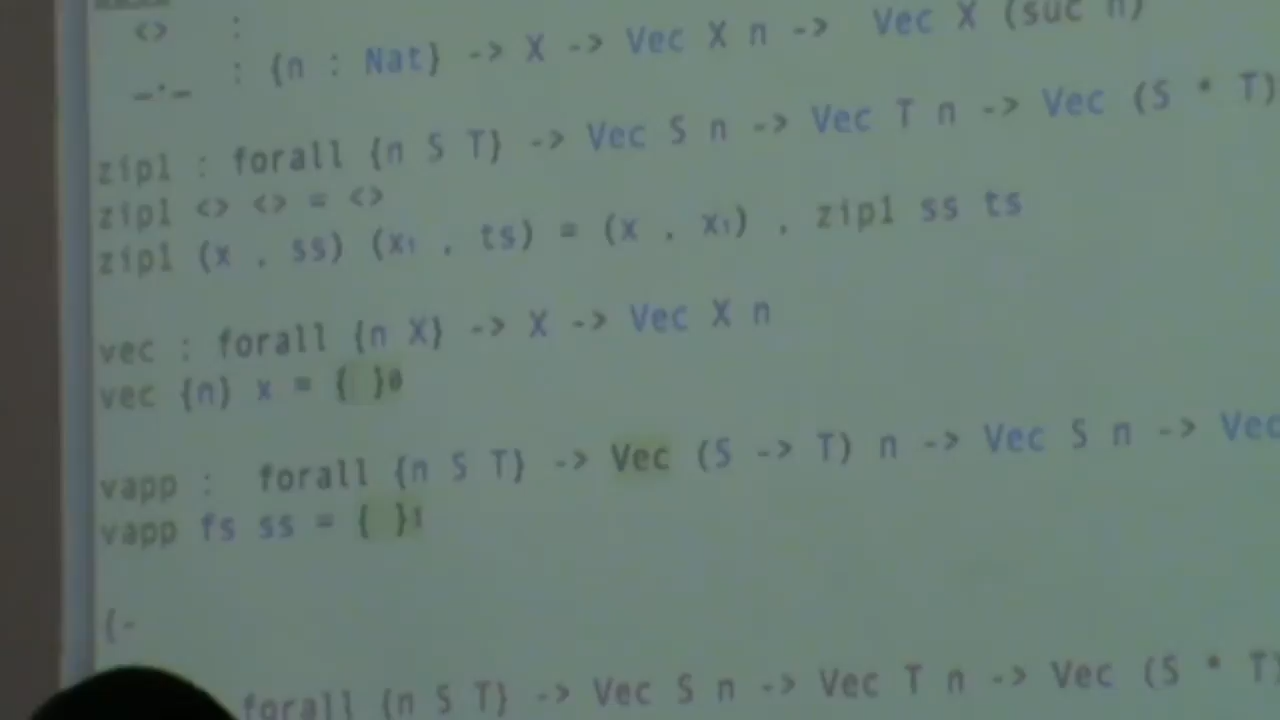 <> :
_,_ : {n : Nat} -> X -> Vec X n -> Vec X (suc n)
zip1 : forall {n S T} -> Vec S n -> Vec T n -> Vec (S * T)
zip1 <> <> = <>
zip1 (x , ss) (x₁ , ts) = (x , x₁) , zip1 ss ts
vec : forall {n X} -> X -> Vec X n
vec {n} x = { }0
vapp : forall {n S T} -> Vec (S -> T) n -> Vec S n -> Vec
vapp fs ss = { }1
{-
forall {n S T} -> Vec S n -> Vec T n -> Vec (S * T)